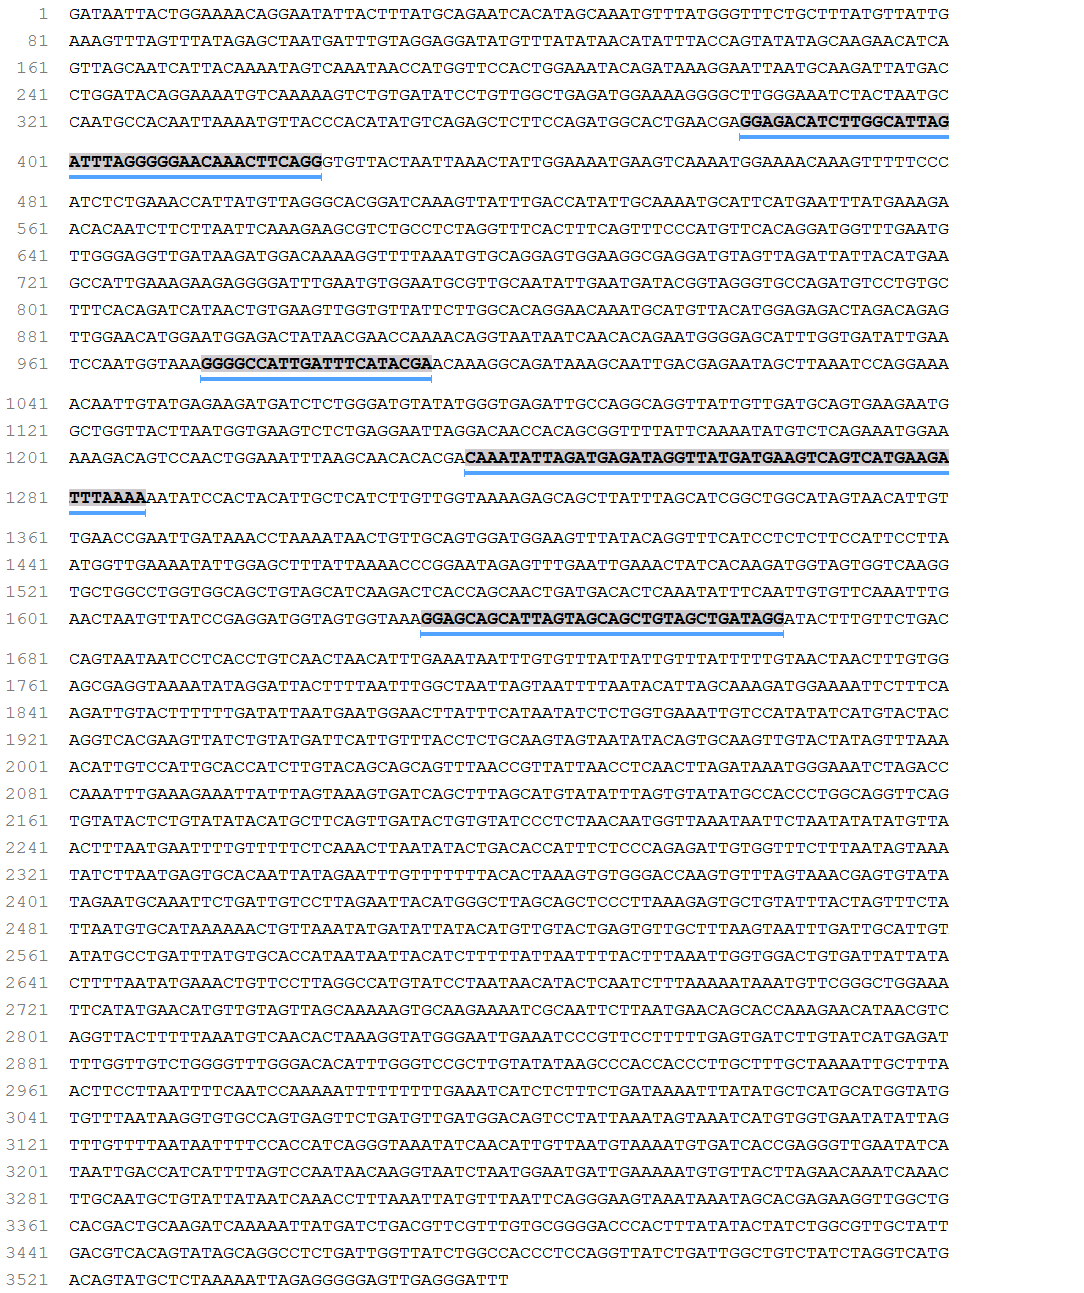 1 GATAATTACTGGAAAACAGGAATATTACTTTATGCAGAATCACATAGCAAATGTTTATGGGTTTCTGCTTTATGTTATTG
81 AAAGTTTAGTTTATAGAGCTAATGATTTGTAGGAGGATATGTTTATATAACATATTTACCAGTATATAGCAAGAACATCA
161 GTTAGCAATCATTACAAAATAGTCAAATAACCATGGTTCCACTGGAAATACAGATAAAGGAATTAATGCAAGATTATGAC
241 CTGGATACAGGAAAATGTCAAAAAGTCTGTGATATCCTGTTGGCTGAGATGGAAAAGGGGCTTGGGAAATCTACTAATGC
321 CAATGCCACAATTAAAATGTTACCCACATATGTCAGAGCTCTTCCAGATGGCACTGAACGAGGAGACATCTTGGCATTAG
401 ATTTAGGGGGAACAAACTTCAGGGTGTTACTAATTAAACTATTGGAAAATGAAGTCAAAATGGAAAACAAAGTTTTTCCC
481 ATCTCTGAAACCATTATGTTAGGGCACGGATCAAAGTTATTTGACCATATTGCAAAATGCATTCATGAATTTATGAAAGA
561 ACACAATCTTCTTAATTCAAAGAAGCGTCTGCCTCTAGGTTTCACTTTCAGTTTCCCATGTTCACAGGATGGTTTGAATG
641 TTGGGAGGTTGATAAGATGGACAAAAGGTTTTAAATGTGCAGGAGTGGAAGGCGAGGATGTAGTTAGATTATTACATGAA
721 GCCATTGAAAGAAGAGGGGATTTGAATGTGGAATGCGTTGCAATATTGAATGATACGGTAGGGTGCCAGATGTCCTGTGC
801 TTTCACAGATCATAACTGTGAAGTTGGTGTTATTCTTGGCACAGGAACAAATGCATGTTACATGGAGAGACTAGACAGAG
881 TTGGAACATGGAATGGAGACTATAACGAACCAAAACAGGTAATAATCAACACAGAATGGGGAGCATTTGGTGATATTGAA
961 TCCAATGGTAAAGGGGCCATTGATTTCATACGAACAAAGGCAGATAAAGCAATTGACGAGAATAGCTTAAATCCAGGAAA
1041 ACAATTGTATGAGAAGATGATCTCTGGGATGTATATGGGTGAGATTGCCAGGCAGGTTATTGTTGATGCAGTGAAGAATG
1121 GCTGGTTACTTAATGGTGAAGTCTCTGAGGAATTAGGACAACCACAGCGGTTTTATTCAAAATATGTCTCAGAAATGGAA
1201 AAAGACAGTCCAACTGGAAATTTAAGCAACACACGACAAATATTAGATGAGATAGGTTATGATGAAGTCAGTCATGAAGA
1281 TTTAAAAAATATCCACTACATTGCTCATCTTGTTGGTAAAAGAGCAGCTTATTTAGCATCGGCTGGCATAGTAACATTGT
1361 TGAACCGAATTGATAAACCTAAAATAACTGTTGCAGTGGATGGAAGTTTATACAGGTTTCATCCTCTCTTCCATTCCTTA
1441 ATGGTTGAAAATATTGGAGCTTTATTAAAACCCGGAATAGAGTTTGAATTGAAACTATCACAAGATGGTAGTGGTCAAGG
1521 TGCTGGCCTGGTGGCAGCTGTAGCATCAAGACTCACCAGCAACTGATGACACTCAAATATTTCAATTGTGTTCAAATTTG
1601 AACTAATGTTATCCGAGGATGGTAGTGGTAAAGGAGCAGCATTAGTAGCAGCTGTAGCTGATAGGATACTTTGTTCTGAC
1681 CAGTAATAATCCTCACCTGTCAACTAACATTTGAAATAATTTGTGTTTATTATTGTTTATTTTTGTAACTAACTTTGTGG
1761 AGCGAGGTAAAATATAGGATTACTTTTAATTTGGCTAATTAGTAATTTTAATACATTAGCAAAGATGGAAAATTCTTTCA
1841 AGATTGTACTTTTTTGATATTAATGAATGGAACTTATTTCATAATATCTCTGGTGAAATTGTCCATATATCATGTACTAC
1921 AGGTCACGAAGTTATCTGTATGATTCATTGTTTACCTCTGCAAGTAGTAATATACAGTGCAAGTTGTACTATAGTTTAAA
2001 ACATTGTCCATTGCACCATCTTGTACAGCAGCAGTTTAACCGTTATTAACCTCAACTTAGATAAATGGGAAATCTAGACC
2081 CAAATTTGAAAGAAATTATTTAGTAAAGTGATCAGCTTTAGCATGTATATTTAGTGTATATGCCACCCTGGCAGGTTCAG
2161 TGTATACTCTGTATATACATGCTTCAGTTGATACTGTGTATCCCTCTAACAATGGTTAAATAATTCTAATATATATGTTA
2241 ACTTTAATGAATTTTGTTTTTCTCAAACTTAATATACTGACACCATTTCTCCCAGAGATTGTGGTTTCTTTAATAGTAAA
2321 TATCTTAATGAGTGCACAATTATAGAATTTGTTTTTTTACACTAAAGTGTGGGACCAAGTGTTTAGTAAACGAGTGTATA
2401 TAGAATGCAAATTCTGATTGTCCTTAGAATTACATGGGCTTAGCAGCTCCCTTAAAGAGTGCTGTATTTACTAGTTTCTA
2481 TTAATGTGCATAAAAAACTGTTAAATATGATATTATACATGTTGTACTGAGTGTTGCTTTAAGTAATTTGATTGCATTGT
2561 ATATGCCTGATTTATGTGCACCATAATAATTACATCTTTTTATTAATTTTACTTTAAATTGGTGGACTGTGATTATTATA
2641 CTTTTAATATGAAACTGTTCCTTAGGCCATGTATCCTAATAACATACTCAATCTTTAAAAATAAATGTTCGGGCTGGAAA
2721 TTCATATGAACATGTTGTAGTTAGCAAAAAGTGCAAGAAAATCGCAATTCTTAATGAACAGCACCAAAGAACATAACGTC
2801 AGGTTACTTTTTAAATGTCAACACTAAAGGTATGGGAATTGAAATCCCGTTCCTTTTTGAGTGATCTTGTATCATGAGAT
2881 TTTGGTTGTCTGGGGTTTGGGACACATTTGGGTCCGCTTGTATATAAGCCCACCACCCTTGCTTTGCTAAAATTGCTTTA
2961 ACTTCCTTAATTTTCAATCCAAAAATTTTTTTTTGAAATCATCTCTTTCTGATAAAATTTATATGCTCATGCATGGTATG
3041 TGTTTAATAAGGTGTGCCAGTGAGTTCTGATGTTGATGGACAGTCCTATTAAATAGTAAATCATGTGGTGAATATATTAG
3121 TTTGTTTTAATAATTTTCCACCATCAGGGTAAATATCAACATTGTTAATGTAAAATGTGATCACCGAGGGTTGAATATCA
3201 TAATTGACCATCATTTTAGTCCAATAACAAGGTAATCTAATGGAATGATTGAAAAATGTGTTACTTAGAACAAATCAAAC
3281 TTGCAATGCTGTATTATAATCAAACCTTTAAATTATGTTTAATTCAGGGAAGTAAATAAATAGCACGAGAAGGTTGGCTG
3361 CACGACTGCAAGATCAAAAATTATGATCTGACGTTCGTTTGTGCGGGGACCCACTTTATATACTATCTGGCGTTGCTATT
3441 GACGTCACAGTATAGCAGGCCTCTGATTGGTTATCTGGCCACCCTCCAGGTTATCTGATTGGCTGTCTATCTAGGTCATG
3521 ACAGTATGCTCTAAAAATTAGAGGGGGAGTTGAGGGATTT